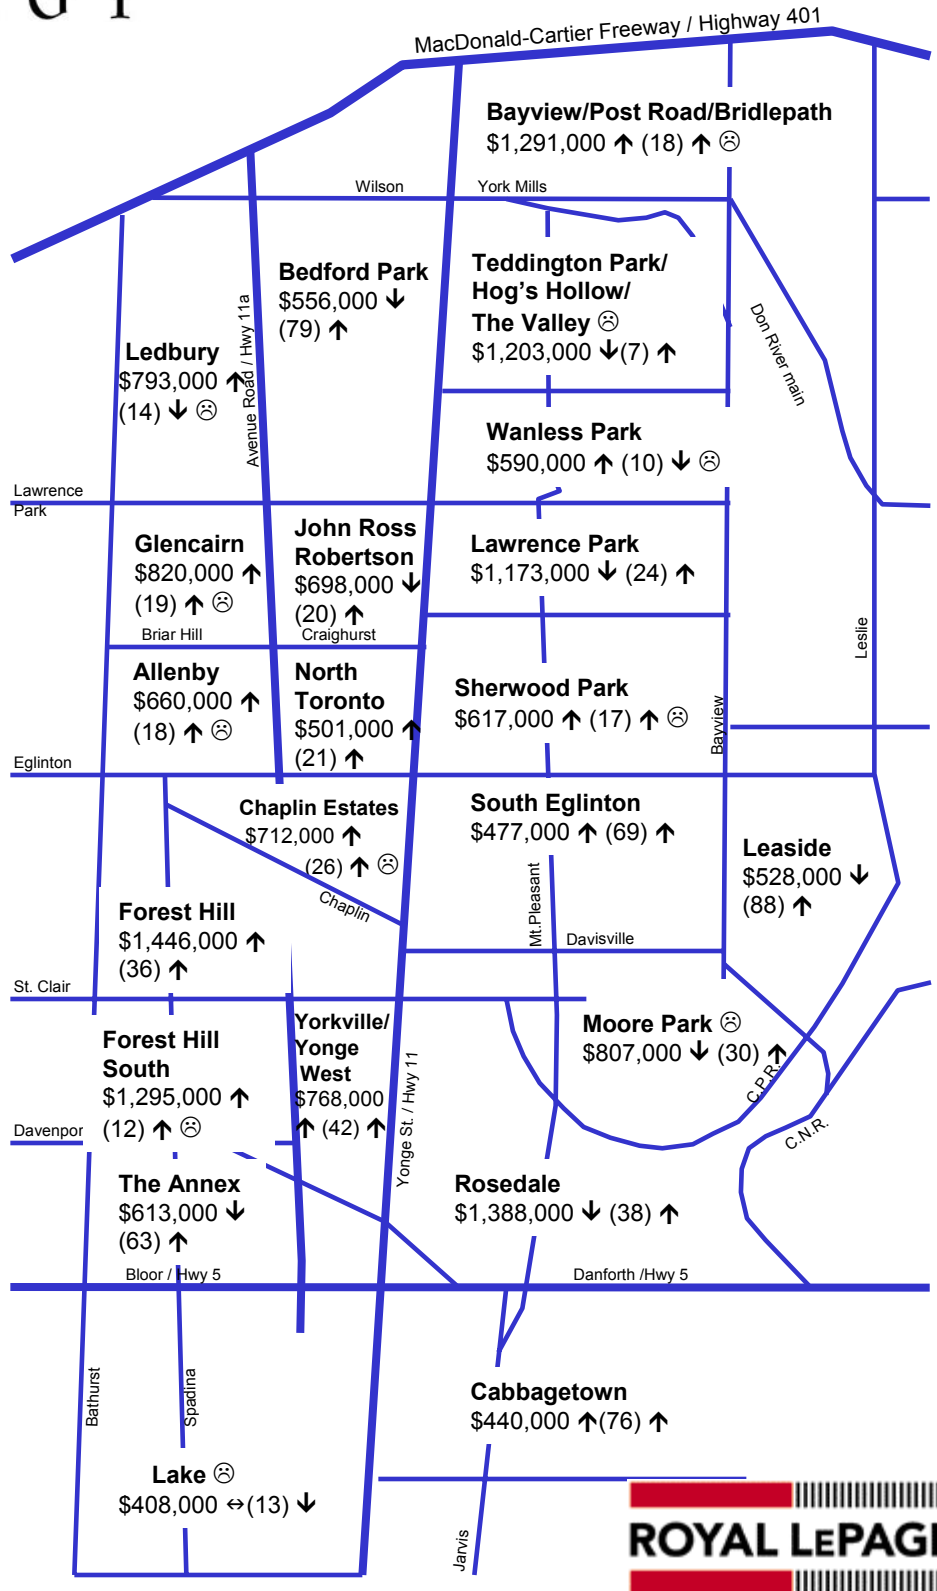 G I
MacDonald-Cartier Freeway / Highway 401
Bayview/Post Road/Bridlepath
$1,291,000 ↑ (18) ↑ ☹
Wilson
York Mills
Bedford Park
$556,000 ↓
(79) ↑
Teddington Park/
Hog's Hollow/
The Valley ☹
$1,203,000 ↓(7) ↑
Avenue Road / Hwy 11a
Don River main
Ledbury
$793,000 ↑
(14) ↓ ☹
Wanless Park
$590,000 ↑ (10) ↓ ☹
Lawrence
Park
Glencairn
$820,000 ↑
(19) ↑ ☹
John Ross
Robertson
$698,000 ↓
(20) ↑
Lawrence Park
$1,173,000 ↓ (24) ↑
Briar Hill
Craighurst
Leslie
Allenby
$660,000 ↑
(18) ↑ ☹
North
Toronto
$501,000 ↑
(21) ↑
Sherwood Park
$617,000 ↑ (17) ↑ ☹
Bayview
Eglinton
Chaplin Estates
$712,000 ↑
(26) ↑ ☹
South Eglinton
$477,000 ↑ (69) ↑
Leaside
$528,000 ↓
(88) ↑
Chaplin
Mt.Pleasant
Forest Hill
$1,446,000 ↑
(36) ↑
Davisville
St. Clair
Forest Hill
South
$1,295,000 ↑
(12) ↑ ☹
Yorkville/
Yonge
West
$768,000
↑ (42) ↑
Yonge St. / Hwy 11
Moore Park ☹
$807,000 ↓ (30) ↑
C.P.R.
C.N.R.
Davenpor
The Annex
$613,000 ↓
(63) ↑
Rosedale
$1,388,000 ↓ (38) ↑
Bloor / Hwy 5
Danforth /Hwy 5
Bathurst
Spadina
Cabbagetown
$440,000 ↑(76) ↑
Lake ☹
$408,000 ↔(13) ↓
Jarvis
ROYAL LEPAGE